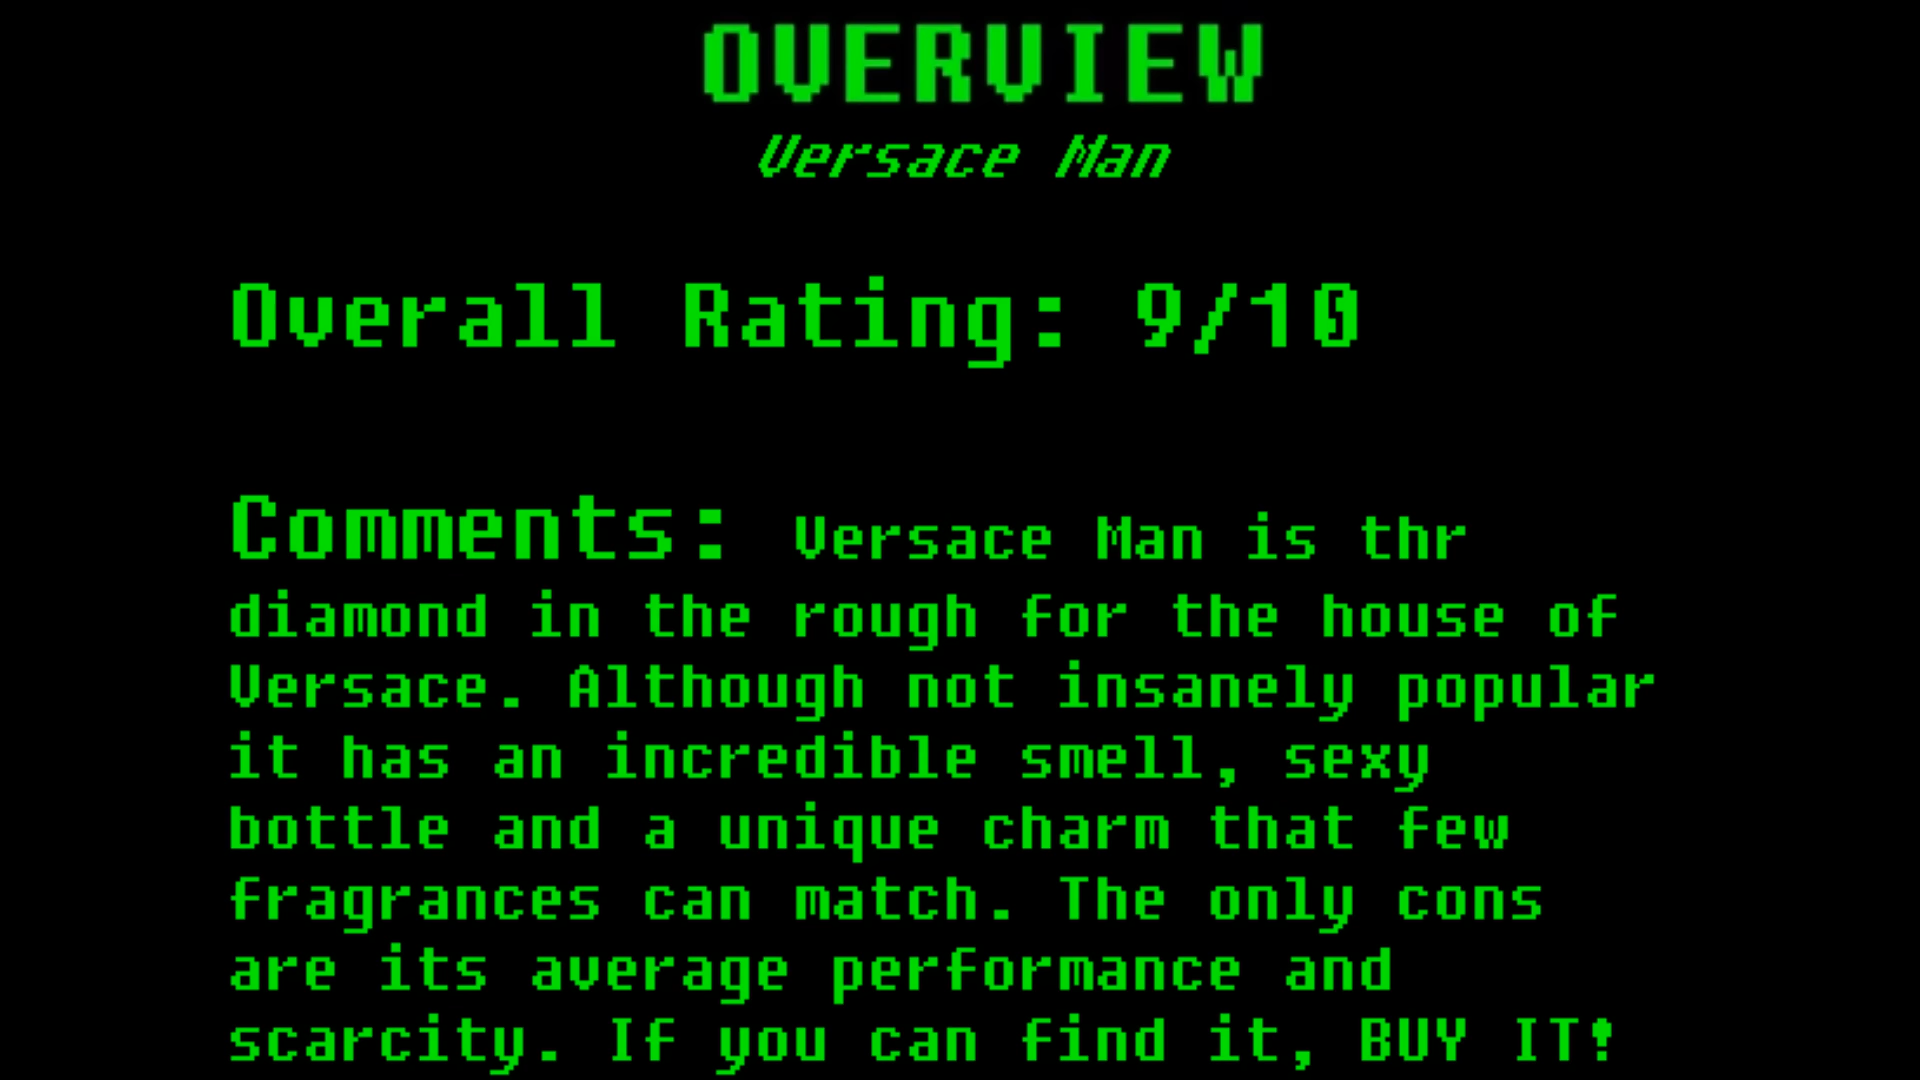 OVERVIEW
Versace Man
Overall Rating: 9/10
Comments: Versace Man is thr
diamond in the rough for the house of
Versace. Although not insanely popular
it has an incredible smell, sexy
bottle and a unique charm that few
fragrances can match. The only cons
are its average performance and
scarcity. If you can find it, BUY IT!